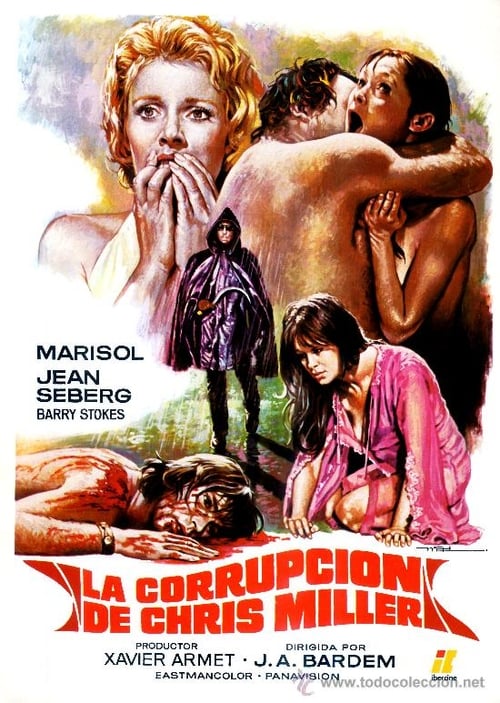 MARISOL
JEAN
SEBERG
BARRY STOKES
LA CORRUPCION
DE CHRIS MILLER
PRODUCTOR
XAVIER ARMET · J.A. BARDEM
DIRIGIDA POR
EASTMANCOLOR - PANAVISION
ibercine
www.todocoleccion.net